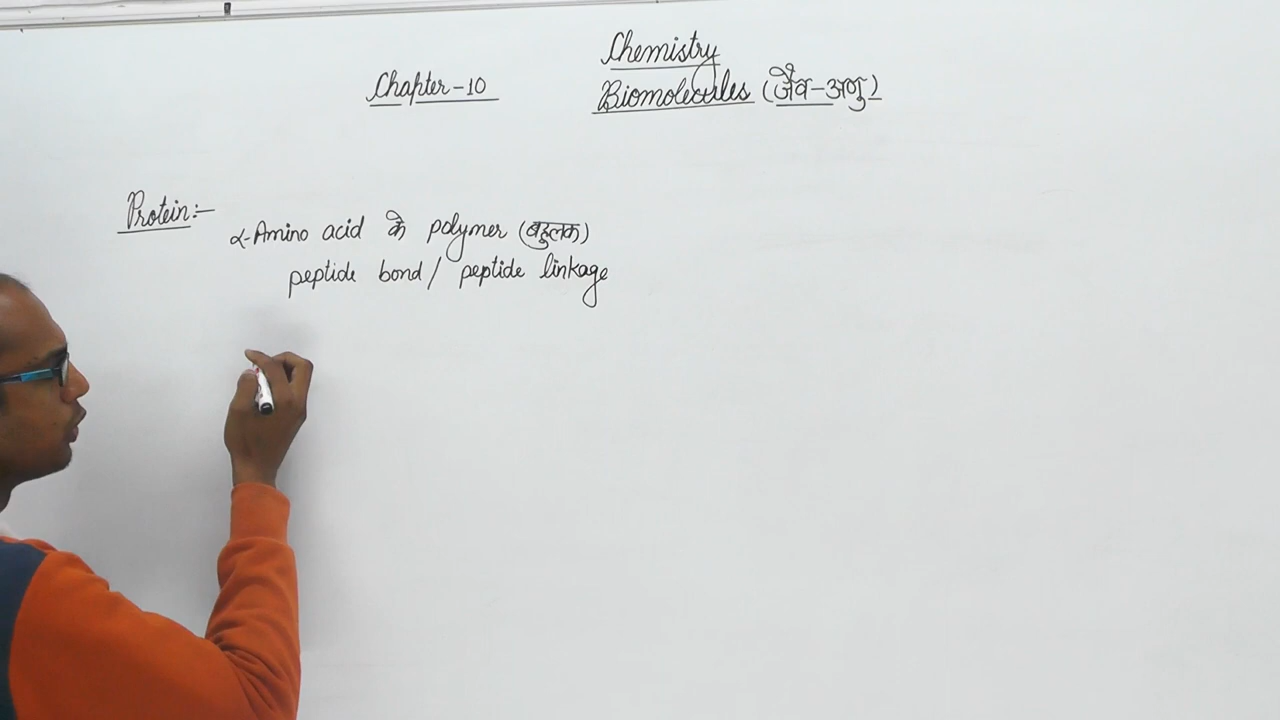 Chemistry
Chapter-10 Biomolecules (जैव-अणु)
Protein:-
α-Amino acid के polymer (बहुलक)
peptide bond/ peptide linkage